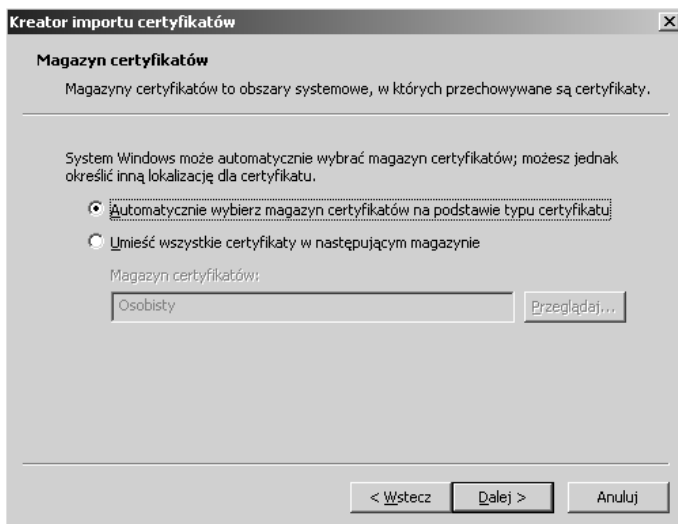 Kreator importu certyfikatów
Magazyn certyfikatów
Magazyny certyfikatów to obszary systemowe, w których przechowywane są certyfikaty.
System Windows może automatycznie wybrać magazyn certyfikatów; możesz jednak
określić inną lokalizację dla certyfikatu.
Automatycznie wybierz magazyn certyfikatów na podstawie typu certyfikatu
Umieść wszystkie certyfikaty w następującym magazynie
Magazyn certyfikatów:
Osobisty
Przeglądaj...
< Wstecz
Dalej >
Anuluj